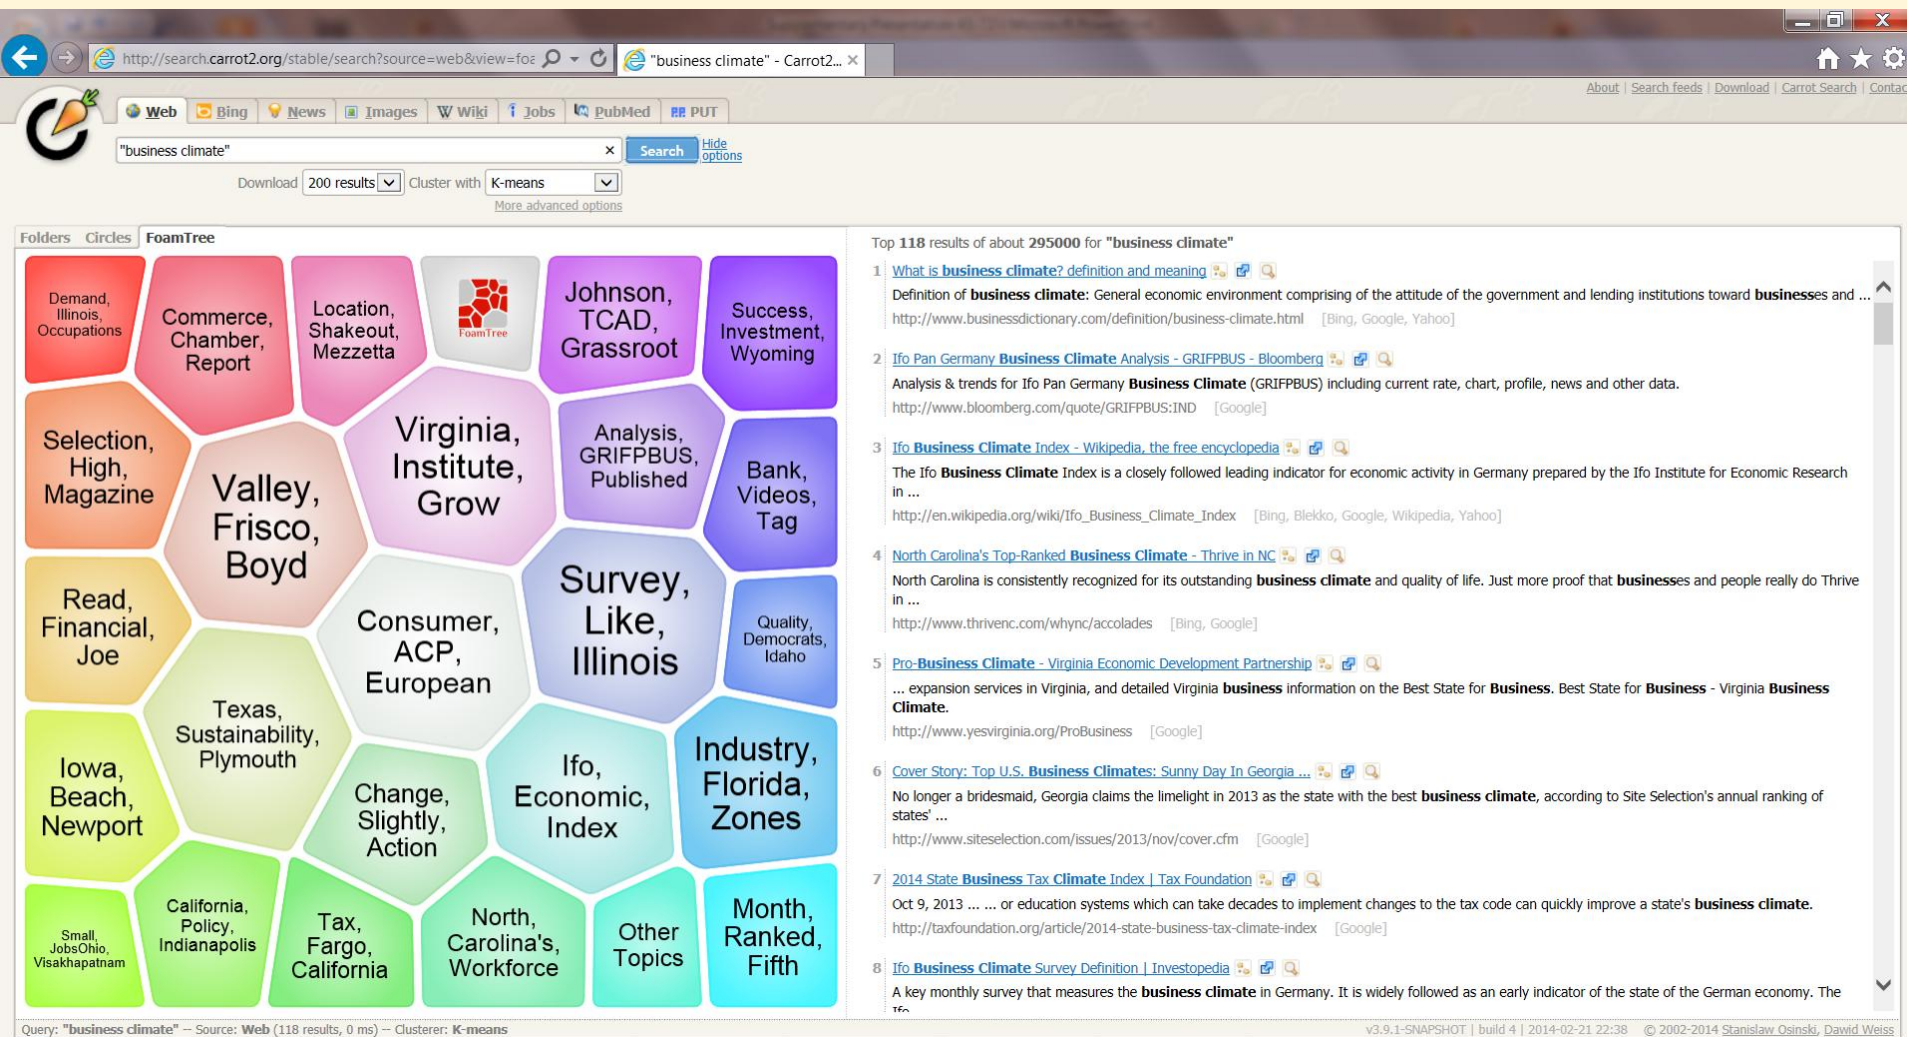 http://search.carrot2.org/stable/search?source=web&view=foa
"business climate" - Carrot2...
About | Search feeds | Download | Carrot Search | Contac
Web Bing News Images Wiki Jobs PubMed PUT
"business climate" × Search Hide options
Download 200 results Cluster with K-means
More advanced options
Folders Circles FoamTree
Demand,
Illinois,
Occupations
Commerce,
Chamber,
Report
Location,
Shakeout,
Mezzetta
FoamTree
Johnson,
TCAD,
Grassroot
Success,
Investment,
Wyoming
Selection,
High,
Magazine
Valley,
Frisco,
Boyd
Virginia,
Institute,
Grow
Analysis,
GRIFPBUS,
Published
Bank,
Videos,
Tag
Read,
Financial,
Joe
Consumer,
ACP,
European
Survey,
Like,
Illinois
Quality,
Democrats,
Idaho
Texas,
Sustainability,
Plymouth
Iowa,
Beach,
Newport
Change,
Slightly,
Action
Ifo,
Economic,
Index
Industry,
Florida,
Zones
Small,
JobsOhio,
Visakhapatnam
California,
Policy,
Indianapolis
Tax,
Fargo,
California
North,
Carolina's,
Workforce
Other
Topics
Month,
Ranked,
Fifth
Top 118 results of about 295000 for "business climate"
1 What is business climate? definition and meaning
Definition of business climate: General economic environment comprising of the attitude of the government and lending institutions toward businesses and ...
http://www.businessdictionary.com/definition/business-climate.html [Bing, Google, Yahoo]
2 Ifo Pan Germany Business Climate Analysis - GRIFPBUS - Bloomberg
Analysis & trends for Ifo Pan Germany Business Climate (GRIFPBUS) including current rate, chart, profile, news and other data.
http://www.bloomberg.com/quote/GRIFPBUS:IND [Google]
3 Ifo Business Climate Index - Wikipedia, the free encyclopedia
The Ifo Business Climate Index is a closely followed leading indicator for economic activity in Germany prepared by the Ifo Institute for Economic Research
in ...
http://en.wikipedia.org/wiki/Ifo_Business_Climate_Index [Bing, Blekko, Google, Wikipedia, Yahoo]
4 North Carolina's Top-Ranked Business Climate - Thrive in NC
North Carolina is consistently recognized for its outstanding business climate and quality of life. Just more proof that businesses and people really do Thrive
in ...
http://www.thrivenc.com/whync/accolades [Bing, Google]
5 Pro-Business Climate - Virginia Economic Development Partnership
... expansion services in Virginia, and detailed Virginia business information on the Best State for Business. Best State for Business - Virginia Business
Climate.
http://www.yesvirginia.org/ProBusiness [Google]
6 Cover Story: Top U.S. Business Climates: Sunny Day In Georgia ...
No longer a bridesmaid, Georgia claims the limelight in 2013 as the state with the best business climate, according to Site Selection's annual ranking of
states' ...
http://www.siteselection.com/issues/2013/nov/cover.cfm [Google]
7 2014 State Business Tax Climate Index | Tax Foundation
Oct 9, 2013 ... ... or education systems which can take decades to implement changes to the tax code can quickly improve a state's business climate.
http://taxfoundation.org/article/2014-state-business-tax-climate-index [Google]
8 Ifo Business Climate Survey Definition | Investopedia
A key monthly survey that measures the business climate in Germany. It is widely followed as an early indicator of the state of the German economy. The
Ifo
Query: "business climate" -- Source: Web (118 results, 0 ms) -- Clusterer: K-means
v3.9.1-SNAPSHOT | build 4 | 2014-02-21 22:38 © 2002-2014 Stanislaw Osinski, Dawid Weiss